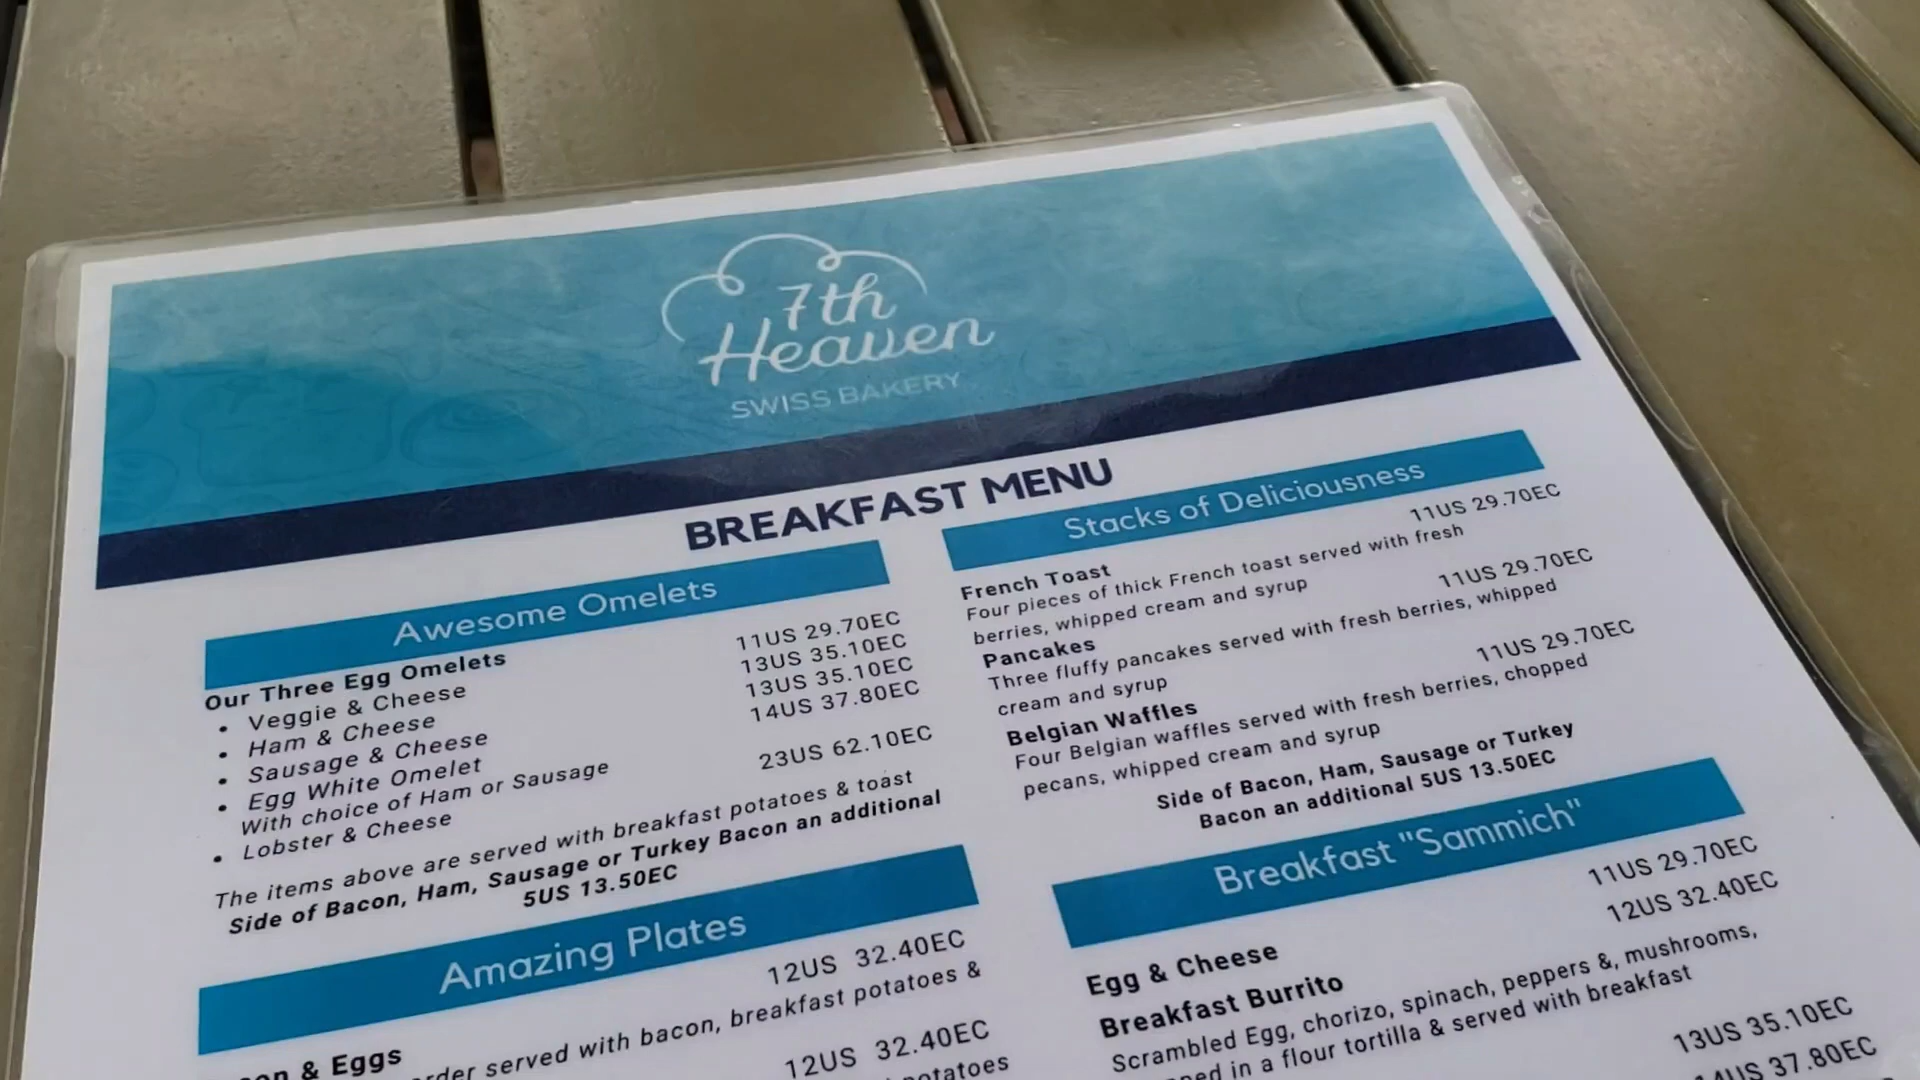 7th
Heaven
SWISS BAKERY
BREAKFAST MENU
Awesome Omelets
Our Three Egg Omelets
• Veggie & Cheese 11US 29.70EC
• Ham & Cheese 13US 35.10EC
• Sausage & Cheese 13US 35.10EC
• Egg White Omelet 14US 37.80EC
With choice of Ham or Sausage
• Lobster & Cheese 23US 62.10EC
The items above are served with breakfast potatoes & toast
Side of Bacon, Ham, Sausage or Turkey Bacon an additional
5US 13.50EC
Amazing Plates
& Eggs 12US 32.40EC
served with bacon, breakfast potatoes &
12US 32.40EC
Stacks of Deliciousness
French Toast 11US 29.70EC
Four pieces of thick French toast served with fresh
berries, whipped cream and syrup
Pancakes 11US 29.70EC
Three fluffy pancakes served with fresh berries, whipped
cream and syrup
Belgian Waffles 11US 29.70EC
Four Belgian waffles served with fresh berries, chopped
pecans, whipped cream and syrup
Side of Bacon, Ham, Sausage or Turkey
Bacon an additional 5US 13.50EC
Breakfast "Sammich"
Egg & Cheese 11US 29.70EC
Breakfast Burrito 12US 32.40EC
Scrambled Egg, chorizo, spinach, peppers &, mushrooms,
in a flour tortilla & served with breakfast
13US 35.10EC
37.80EC